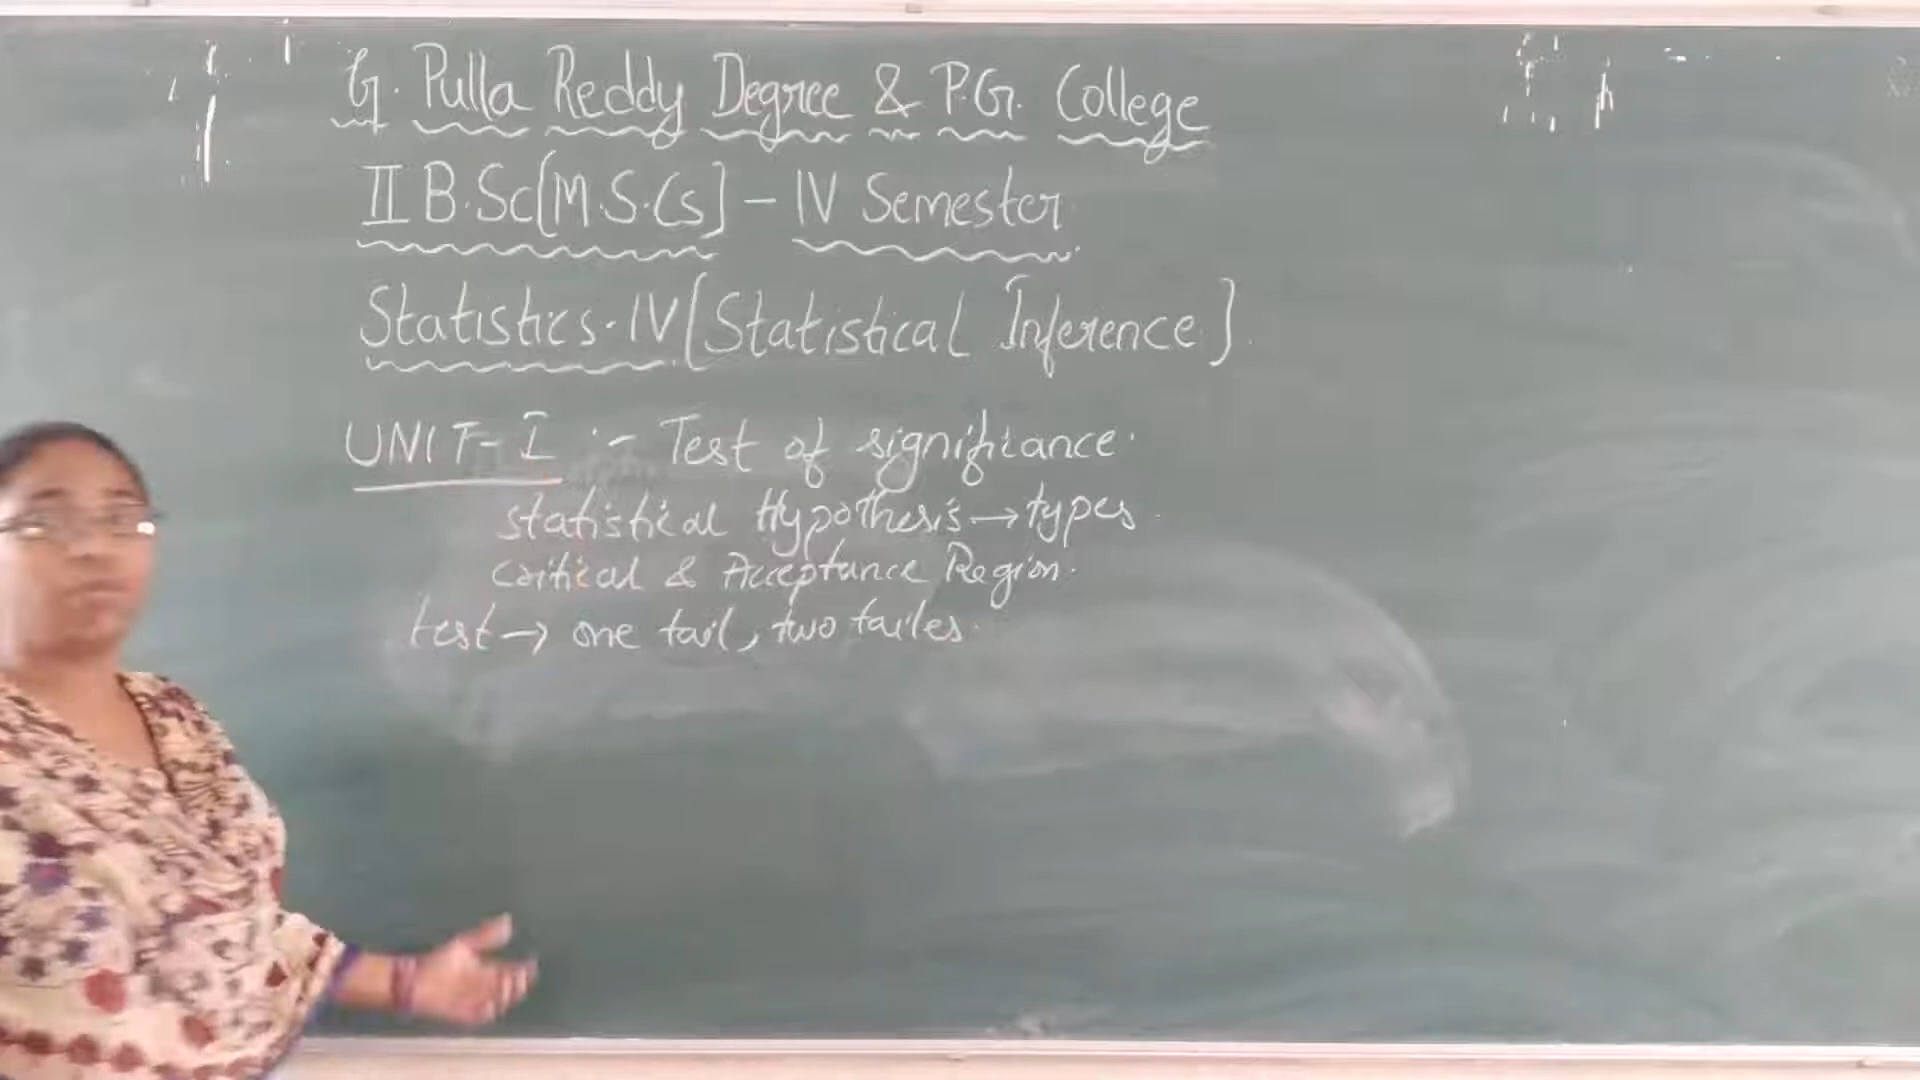 G. Pulla Reddy Degree & P.G. College
II B.Sc[M.S.Cs] - IV Semester
Statistics-IV [Statistical Inference].
UNIT-I :- Test of significance.
statistical Hypothesis → types.
critical & Acceptance Region.
test → one tail, two tailes.